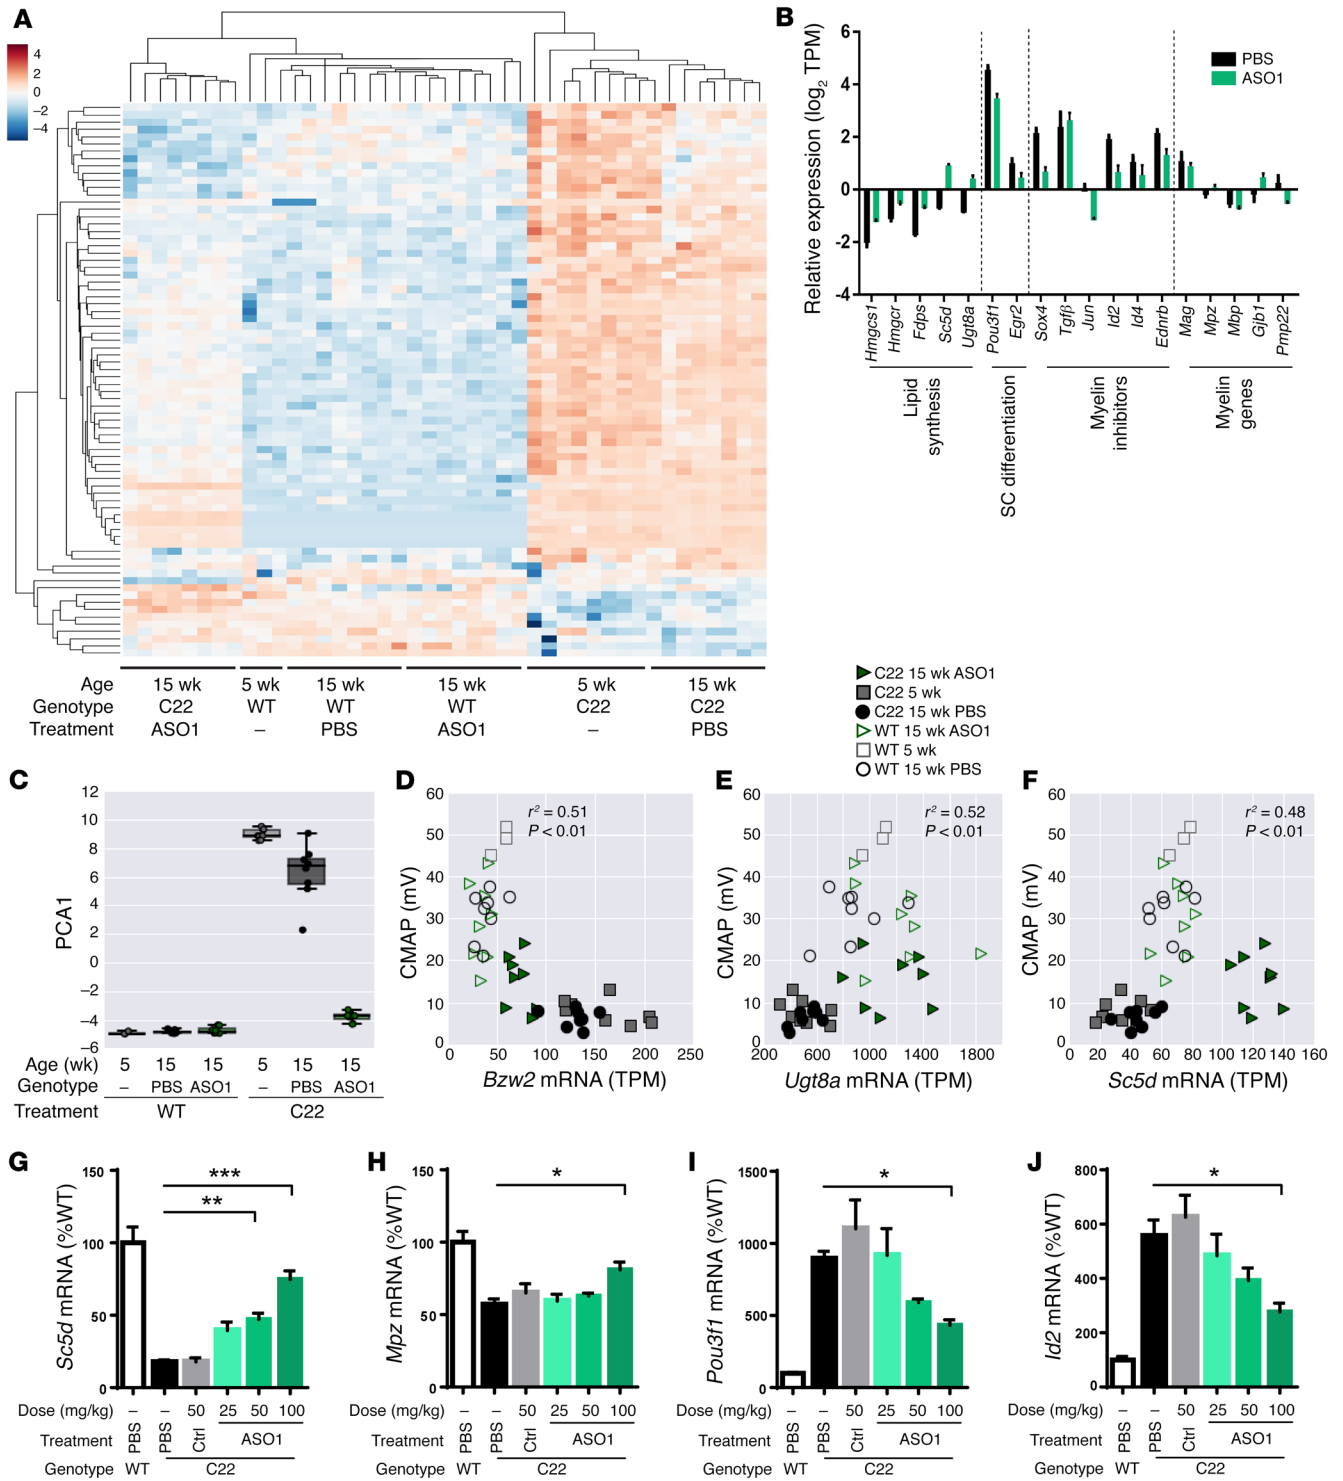 A
4
2
0
−2
−4
Age
15 wk
5 wk
15 wk
15 wk
5 wk
15 wk
Genotype
C22
WT
WT
WT
C22
C22
Treatment
ASO1
–
PBS
ASO1
–
PBS
B
Relative expression (log2 TPM)
6
4
2
0
-2
-4
PBS
ASO1
Hmgcs1
Hmgcr
Fdps
Sc5d
Ugt8a
Pou3f1
Egr2
Sox4
Tgfβ
Jun
Id2
Id4
Ednrb
Mag
Mpz
Mbp
Gjb1
Pmp22
Lipid
synthesis
SC differentiation
Myelin
inhibitors
Myelin
genes
C22 15 wk ASO1
C22 5 wk
C22 15 wk PBS
WT 15 wk ASO1
WT 5 wk
WT 15 wk PBS
C
PCA1
12
10
8
6
4
2
0
−2
−4
−6
Age (wk) 5 15 15 5 15 15
Genotype – PBS ASO1 – PBS ASO1
Treatment WT C22
D
CMAP (mV)
60
50
40
30
20
10
0
r2 = 0.51
P < 0.01
0 50 100 150 200 250
Bzw2 mRNA (TPM)
E
CMAP (mV)
60
50
40
30
20
10
0
r2 = 0.52
P < 0.01
200 600 1000 1400 1800
Ugt8a mRNA (TPM)
F
CMAP (mV)
60
50
40
30
20
10
0
r2 = 0.48
P < 0.01
0 20 40 60 80 100 120 140 160
Sc5d mRNA (TPM)
G
Sc5d mRNA (%WT)
150
100
50
0
***
**
Dose (mg/kg) – – 50 25 50 100
Treatment PBS PBS Ctrl ASO1
Genotype WT C22
H
Mpz mRNA (%WT)
150
100
50
0
*
Dose (mg/kg) – – 50 25 50 100
Treatment PBS PBS Ctrl ASO1
Genotype WT C22
I
Pou3f1 mRNA (%WT)
1500
1000
500
0
*
Dose (mg/kg) – – 50 25 50 100
Treatment PBS PBS Ctrl ASO1
Genotype WT C22
J
Id2 mRNA (%WT)
800
600
400
200
0
*
Dose (mg/kg) – – 50 25 50 100
Treatment PBS PBS Ctrl ASO1
Genotype WT C22